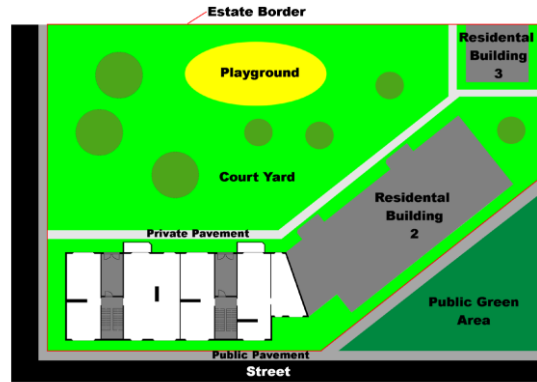 Estate Border
Residental
Building
3
Playground
Court Yard
Residental
Building
2
Private Pavement
Public Green
Area
Public Pavement
Street